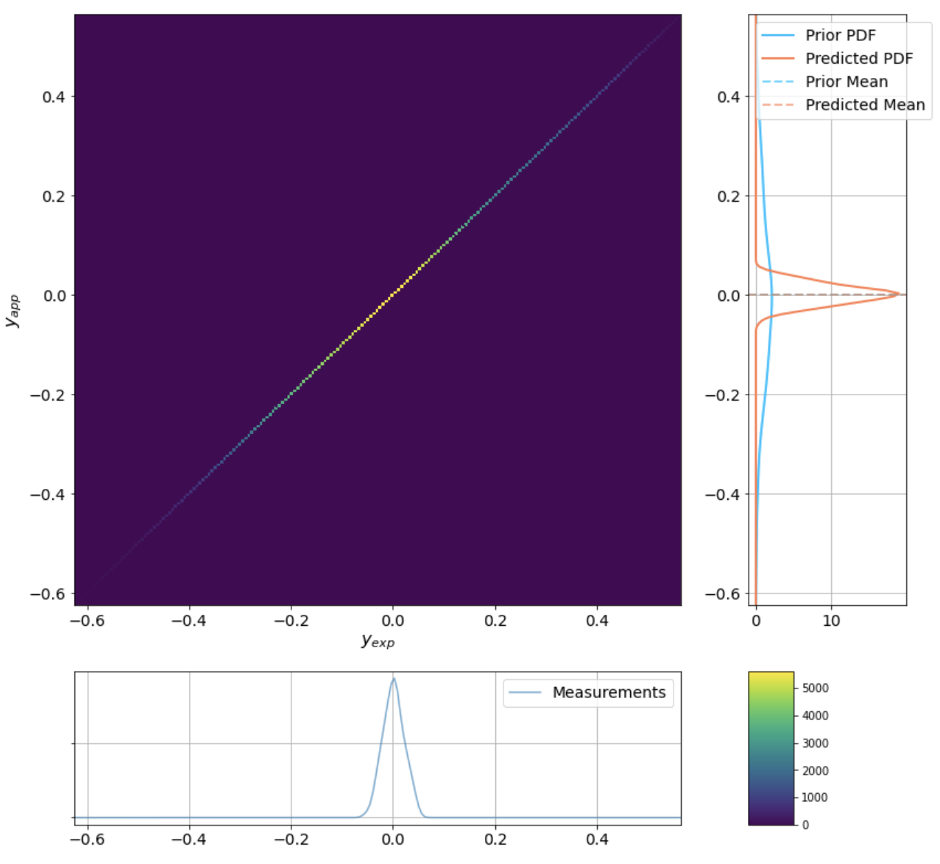 Prior PDF
Predicted PDF
Prior Mean
Predicted Mean
0.4
0.2
0.0
−0.2
−0.4
−0.6
y_app
−0.6 −0.4 −0.2 0.0 0.2 0.4
y_exp
0.4
0.2
0.0
−0.2
−0.4
−0.6
0 10
Measurements
−0.6 −0.4 −0.2 0.0 0.2 0.4
5000
4000
3000
2000
1000
0